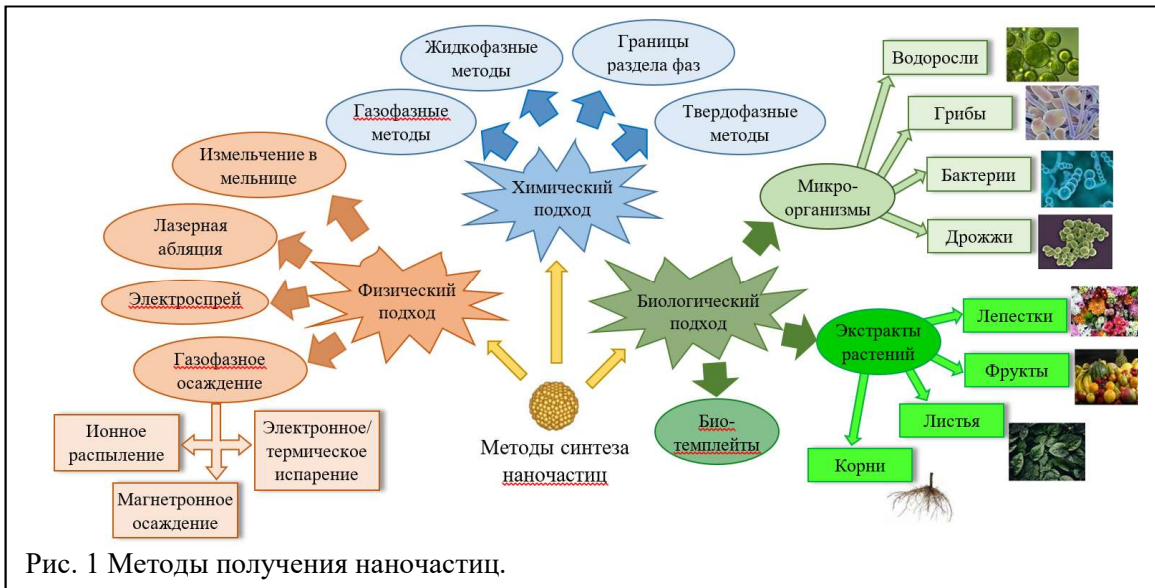 Жидкофазные
методы
Границы
раздела фаз
Газофазные
методы
Твердофазные
методы
Химический
подход
Измельчение в
мельнице
Лазерная
абляция
Электроспрей
Газофазное
осаждение
Физический
подход
Ионное
распыление
Электронное/
термическое
испарение
Магнетронное
осаждение
Методы синтеза
наночастиц
Биологический
подход
Микро-
организмы
Водоросли
Грибы
Бактерии
Дрожжи
Экстракты
растений
Лепестки
Фрукты
Листья
Корни
Био-
темплейты
Рис. 1 Методы получения наночастиц.